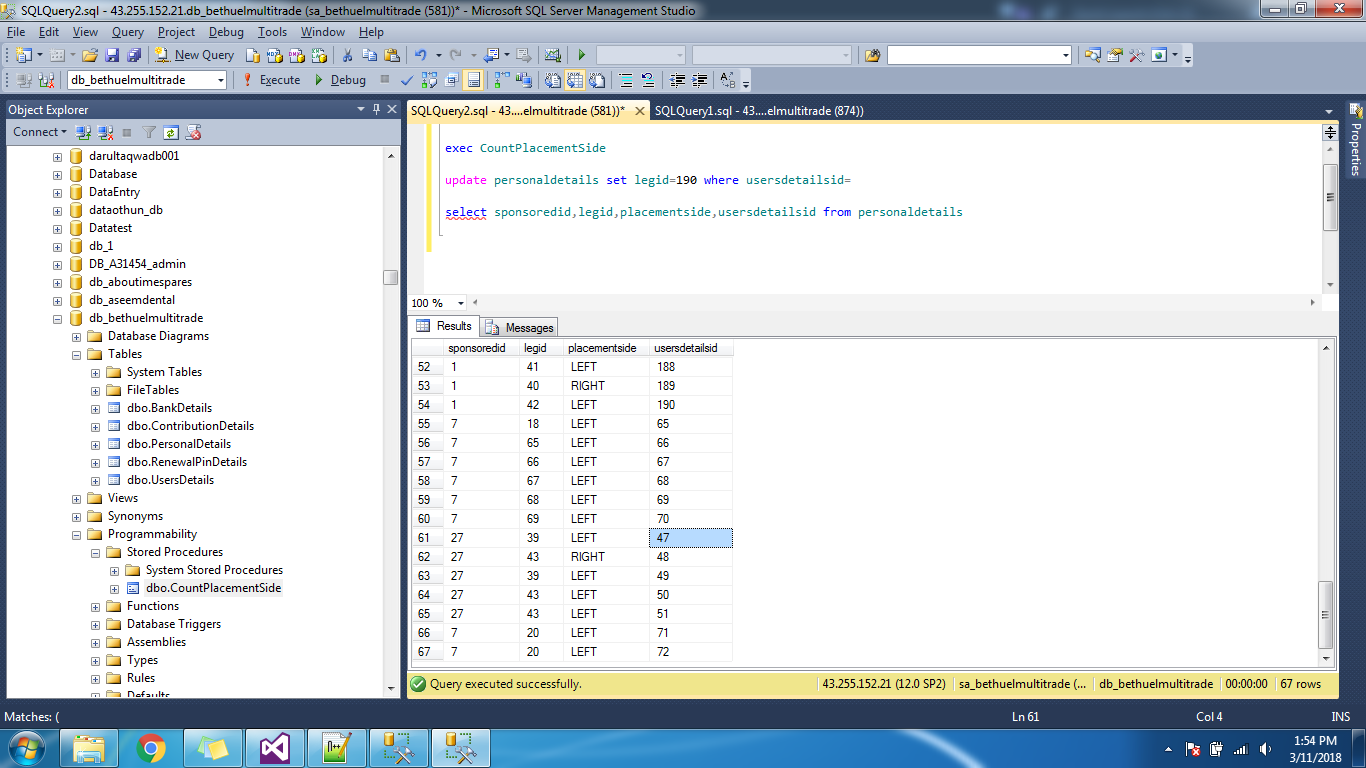 SQLQuery2.sql - 43.255.152.21.db_bethuelmultitrade (sa_bethuelmultitrade (581))* - Microsoft SQL Server Management Studio
File Edit View Query Project Debug Tools Window Help
New Query
db_bethuelmultitrade Execute Debug
Object Explorer
Connect
darultaqwadb001
Database
DataEntry
dataothun_db
Datatest
db_1
DB_A31454_admin
db_aboutimespares
db_aseemdental
db_bethuelmultitrade
Database Diagrams
Tables
System Tables
FileTables
dbo.BankDetails
dbo.ContributionDetails
dbo.PersonalDetails
dbo.RenewalPinDetails
dbo.UsersDetails
Views
Synonyms
Programmability
Stored Procedures
System Stored Procedures
dbo.CountPlacementSide
Functions
Database Triggers
Assemblies
Types
Rules
Defaults
SQLQuery2.sql - 43....elmultitrade (581))* SQLQuery1.sql - 43....elmultitrade (874))
exec CountPlacementSide
update personaldetails set legid=190 where usersdetailsid=
select sponsoredid,legid,placementside,usersdetailsid from personaldetails
100 %
Results Messages
sponsoredid legid placementside usersdetailsid
52 1 41 LEFT 188
53 1 40 RIGHT 189
54 1 42 LEFT 190
55 7 18 LEFT 65
56 7 65 LEFT 66
57 7 66 LEFT 67
58 7 67 LEFT 68
59 7 68 LEFT 69
60 7 69 LEFT 70
61 27 39 LEFT 47
62 27 43 RIGHT 48
63 27 39 LEFT 49
64 27 43 LEFT 50
65 27 43 LEFT 51
66 7 20 LEFT 71
67 7 20 LEFT 72
Query executed successfully. 43.255.152.21 (12.0 SP2) sa_bethuelmultitrade (... db_bethuelmultitrade 00:00:00 67 rows
Properties
Matches: ( Ln 61 Col 4 INS
1:54 PM
3/11/2018